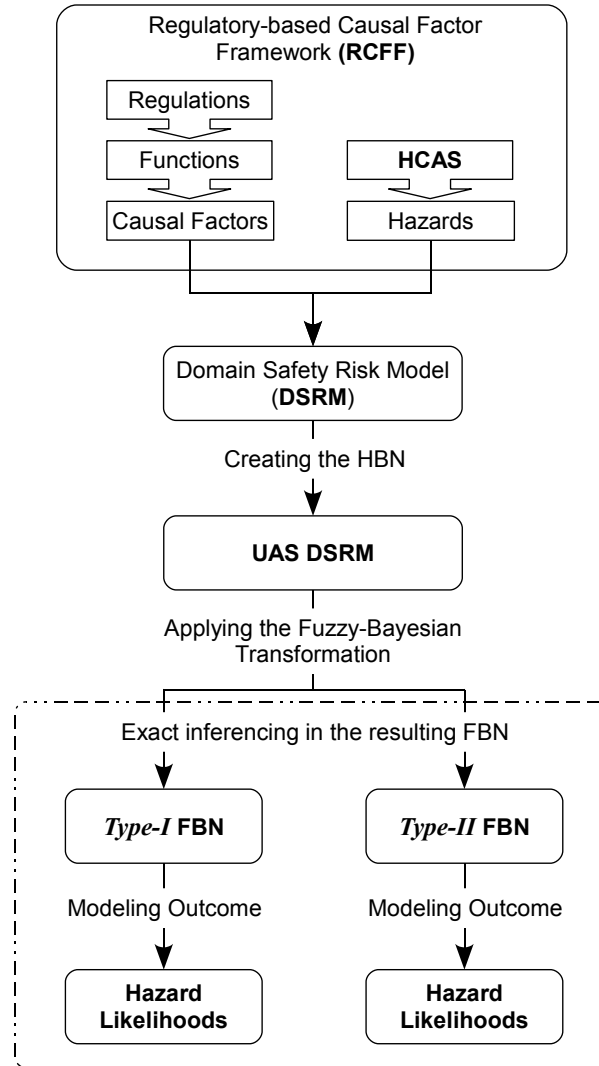 Regulatory-based Causal Factor
Framework (RCFF)
Regulations
Functions
HCAS
Causal Factors
Hazards
Domain Safety Risk Model
(DSRM)
Creating the HBN
UAS DSRM
Applying the Fuzzy-Bayesian
Transformation
Exact inferencing in the resulting FBN
Type-I FBN
Type-II FBN
Modeling Outcome
Modeling Outcome
Hazard
Likelihoods
Hazard
Likelihoods